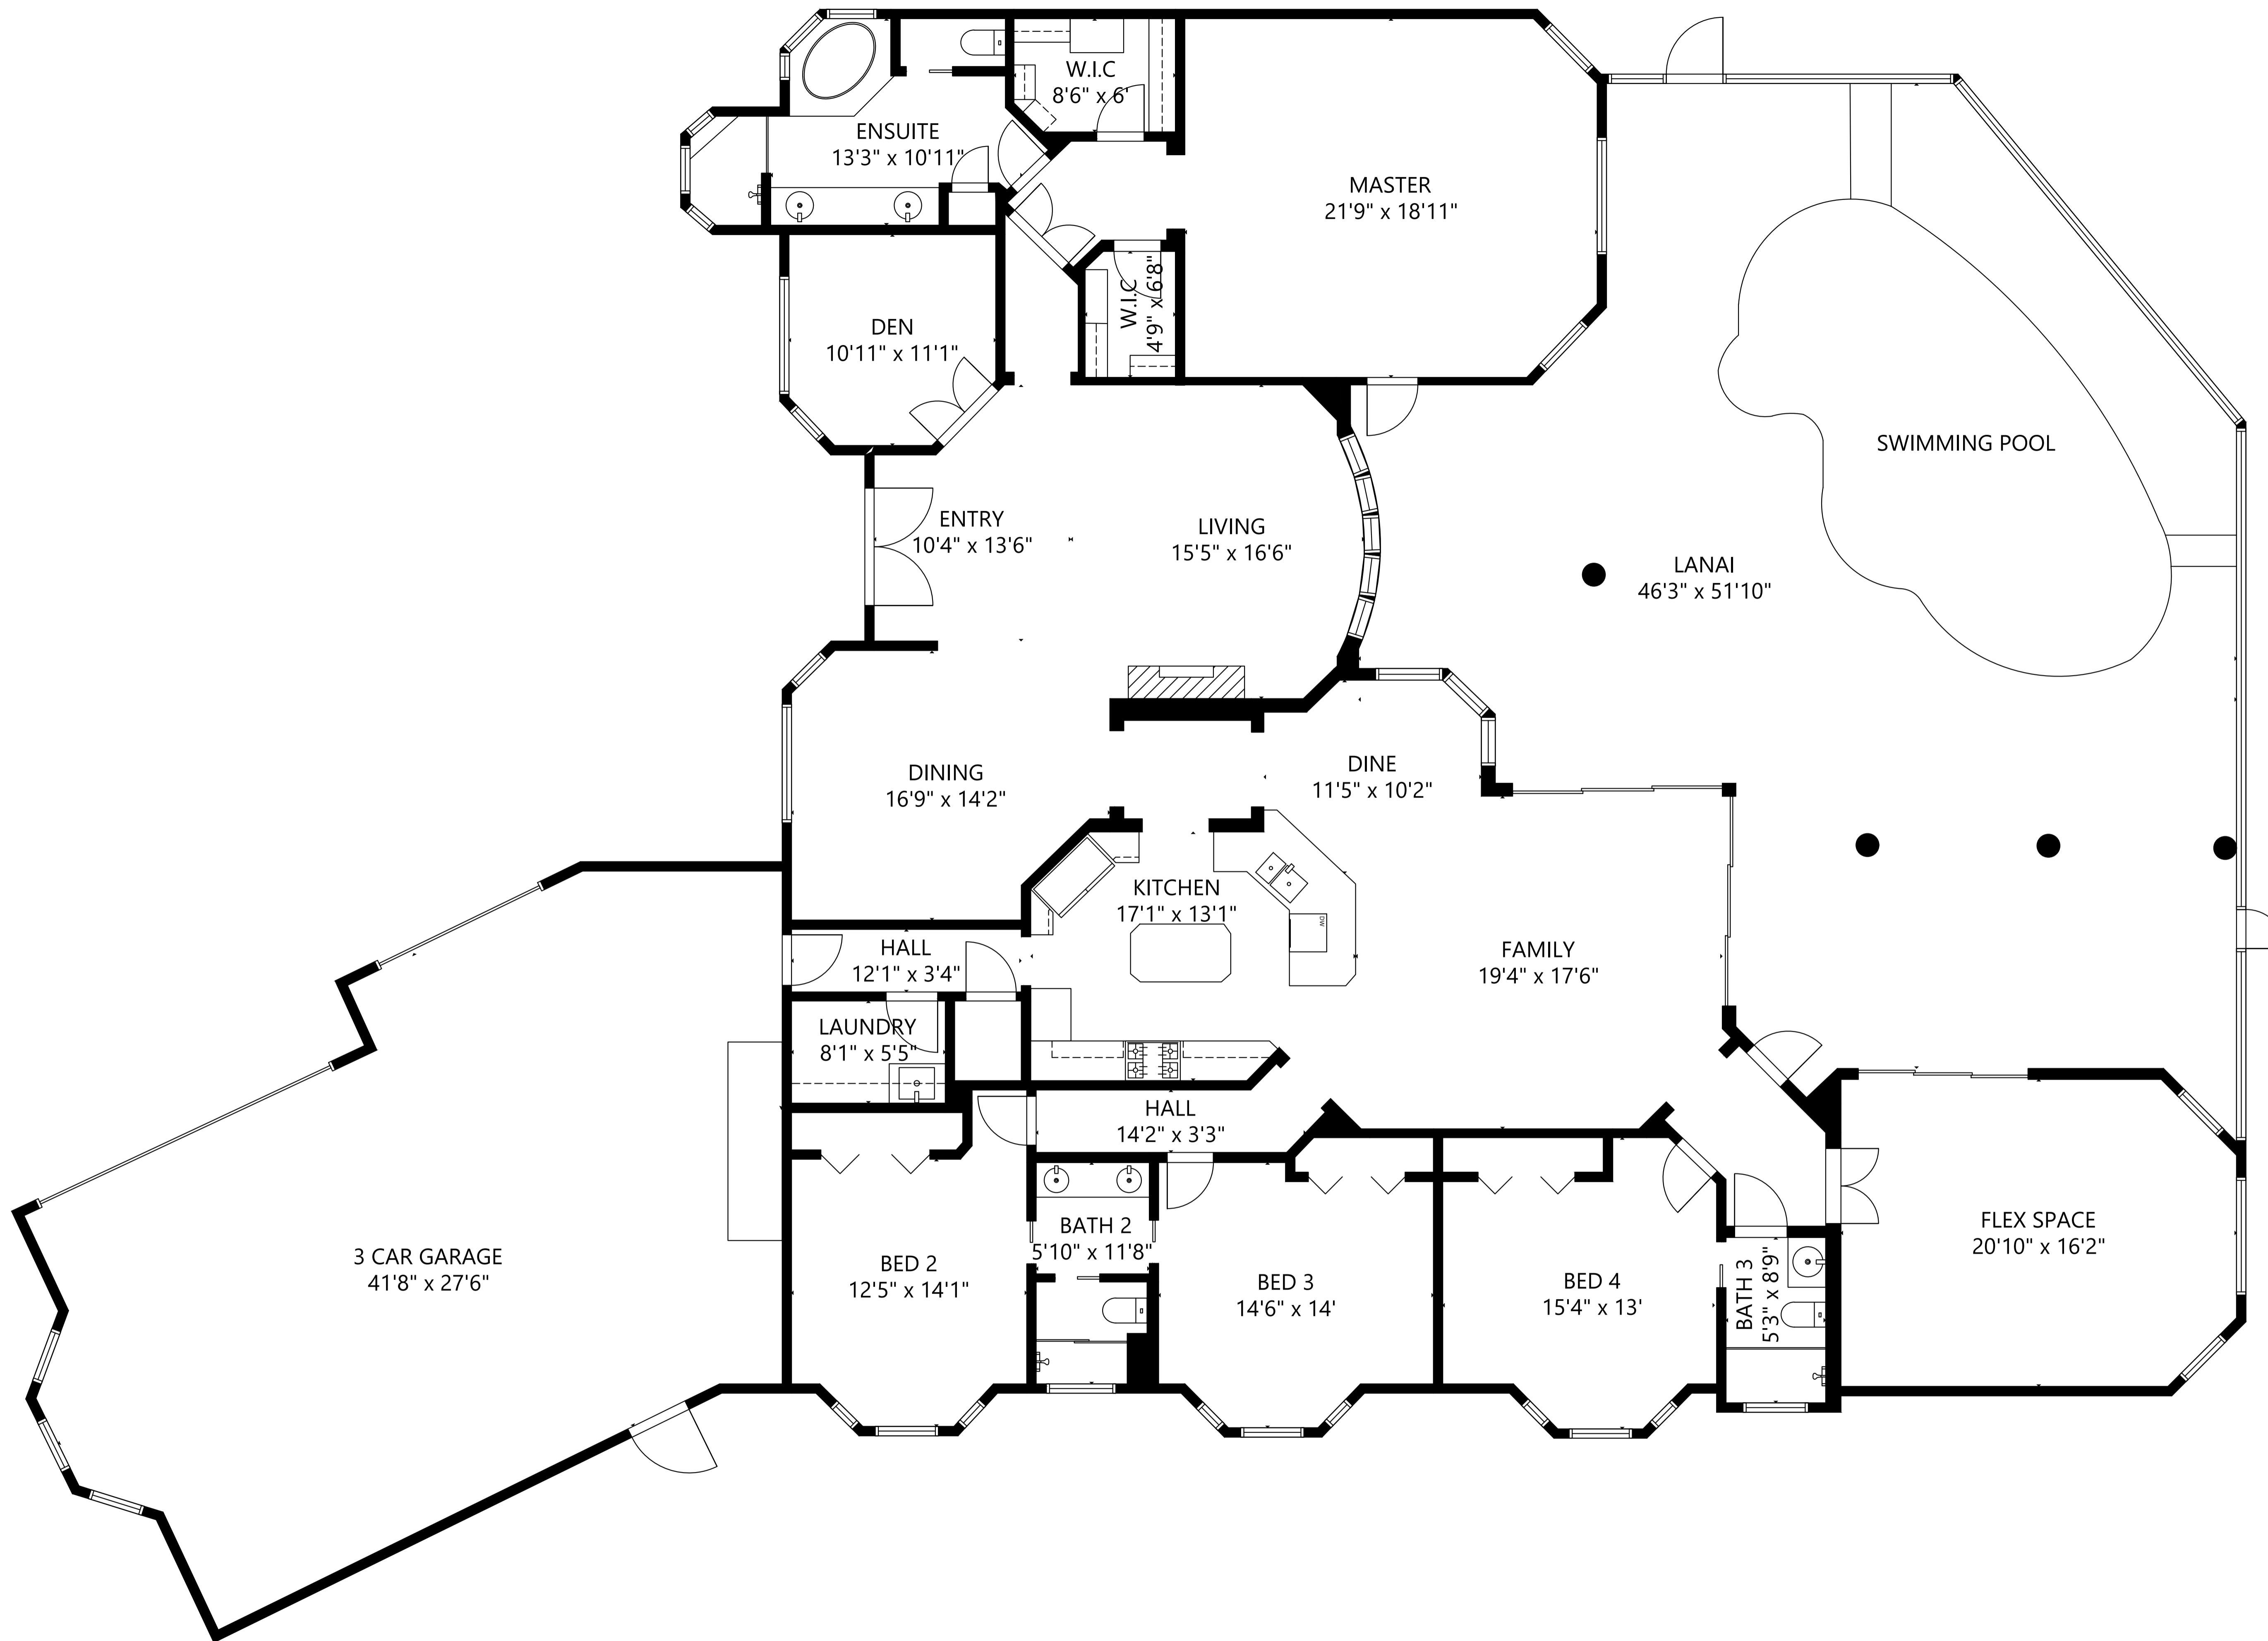 W.I.C
8'6" x 6'
ENSUITE
13'3" x 10'11"
MASTER
21'9" x 18'11"
W.I.C
4'9" x 6'8"
DEN
10'11" x 11'1"
SWIMMING POOL
ENTRY
10'4" x 13'6"
LIVING
15'5" x 16'6"
LANAI
46'3" x 51'10"
DINING
16'9" x 14'2"
DINE
11'5" x 10'2"
KITCHEN
17'1" x 13'1"
DW
HALL
12'1" x 3'4"
FAMILY
19'4" x 17'6"
LAUNDRY
8'1" x 5'5"
HALL
14'2" x 3'3"
3 CAR GARAGE
41'8" x 27'6"
BED 2
12'5" x 14'1"
BATH 2
5'10" x 11'8"
BED 3
14'6" x 14'
BED 4
15'4" x 13'
BATH 3
5'3" x 8'9"
FLEX SPACE
20'10" x 16'2"